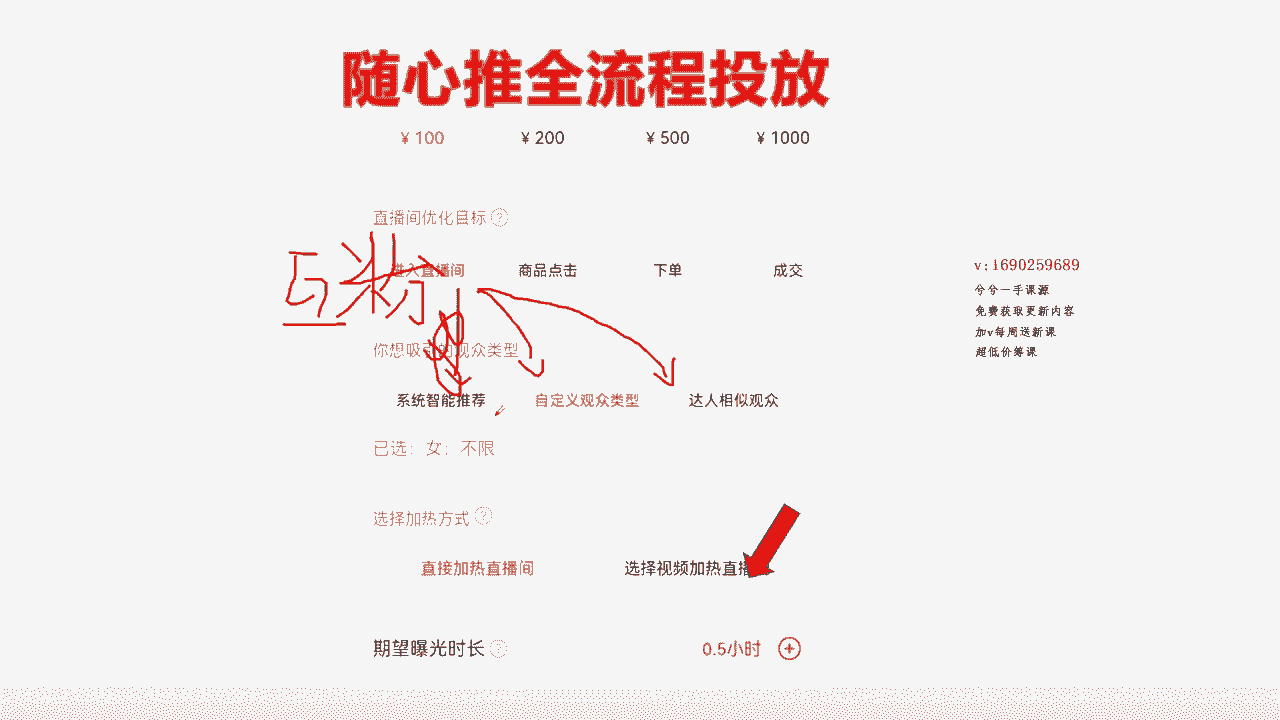 随心推全流程投放
¥ 100 ¥ 200 ¥ 500 ¥ 1000
直播间优化目标 ?
进入直播间 商品点击 下单 成交
互粉
v:1690259689
兮兮一手课源
免费获取更新内容
加v每周送新课
超低价筹课
你想吸引的观众类型
系统智能推荐 自定义观众类型 达人相似观众
已选：女；不限
选择加热方式 ?
直接加热直播间 选择视频加热直播
期望曝光时长 ? 0.5小时 +